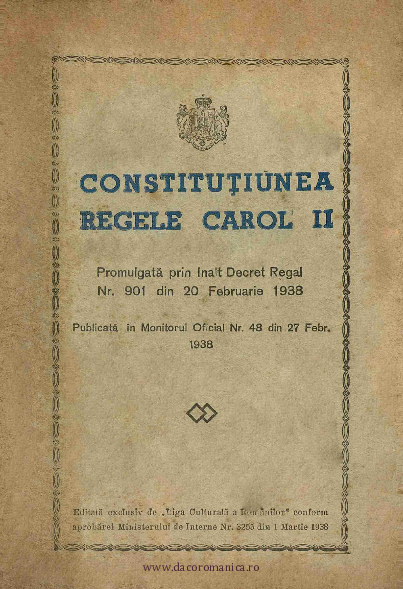 CONSTITUȚIUNEA
REGELE CAROL II
Promulgată prin Inalt Decret Regal
Nr. 901 din 20 Februarie 1938
Publicată in Monitorul Oficial Nr. 48 din 27 Febr.
1938
Editată exclusiv de „Liga Culturală a Românilor" conform
aprobărei Ministerului de Interne Nr. 3255 din 1 Martie 1938
www.dacoromanica.ro